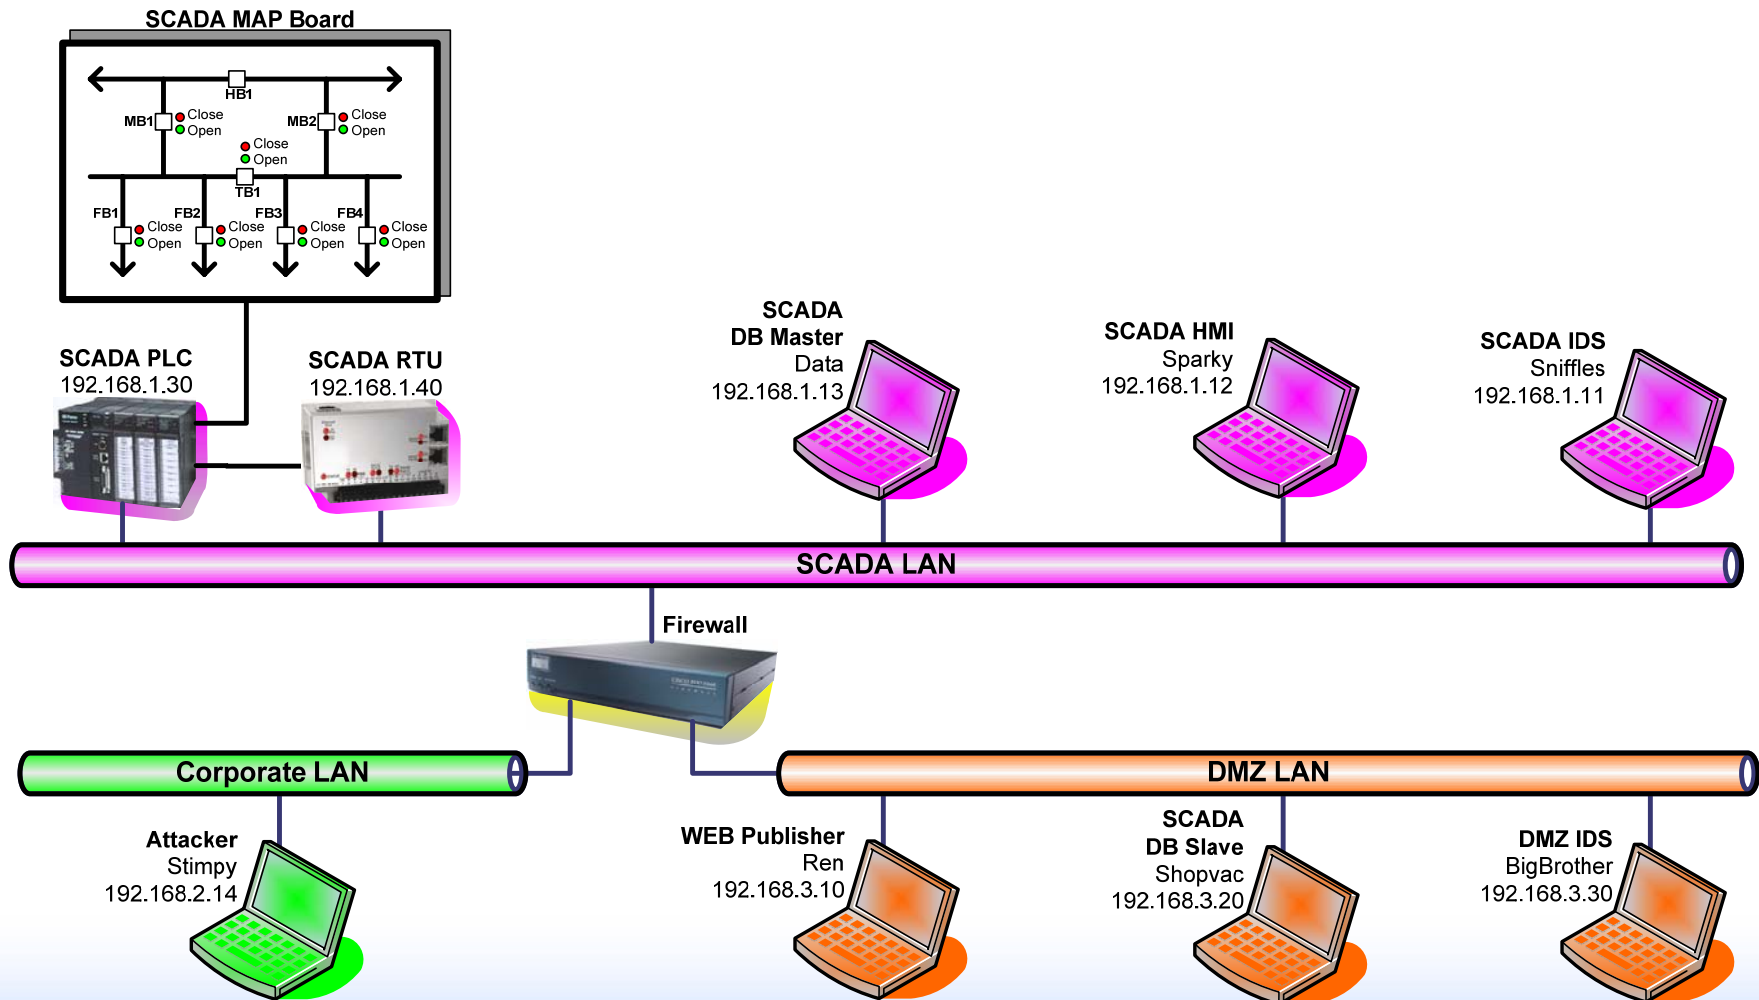 SCADA MAP Board
HB1
MB1
Close
Open
MB2
Close
Open
Close
Open
TB1
FB1
Close
Open
FB2
Close
Open
FB3
Close
Open
FB4
Close
Open
SCADA PLC
192.168.1.30
SCADA RTU
192.168.1.40
SCADA
DB Master
Data
192.168.1.13
SCADA HMI
Sparky
192.168.1.12
SCADA IDS
Sniffles
192.168.1.11
SCADA LAN
Firewall
Corporate LAN
DMZ LAN
Attacker
Stimpy
192.168.2.14
WEB Publisher
Ren
192.168.3.10
SCADA
DB Slave
Shopvac
192.168.3.20
DMZ IDS
BigBrother
192.168.3.30